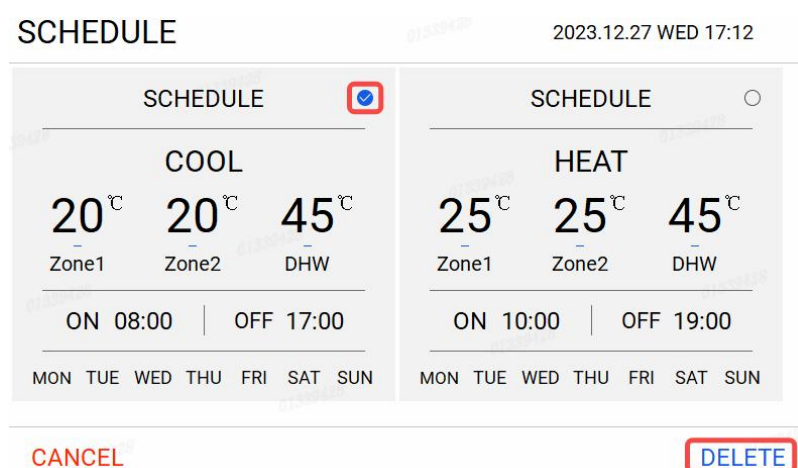 SCHEDULE
2023.12.27 WED 17:12
SCHEDULE
COOL
20℃ 20℃ 45℃
Zone1 Zone2 DHW
ON 08:00 OFF 17:00
MON TUE WED THU FRI SAT SUN
SCHEDULE
HEAT
25℃ 25℃ 45℃
Zone1 Zone2 DHW
ON 10:00 OFF 19:00
MON TUE WED THU FRI SAT SUN
CANCEL
DELETE